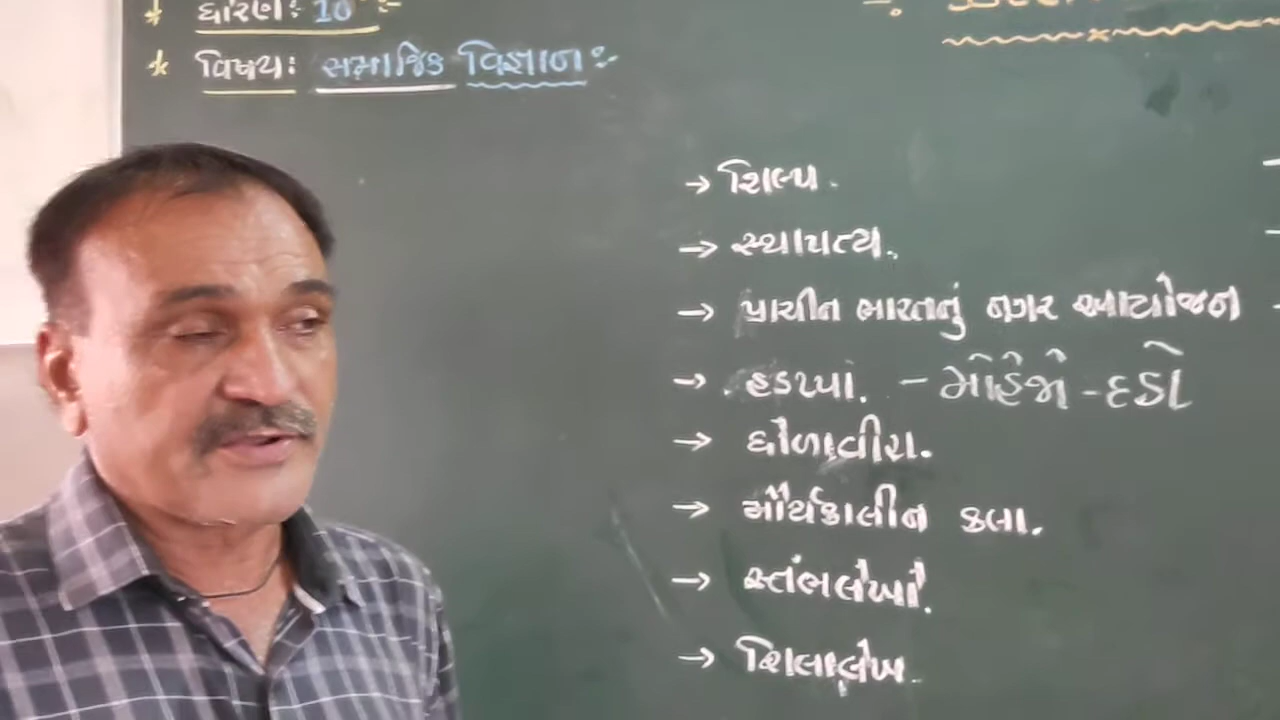 * ધોરણ: 10 :-
* વિષય: સમાજિક વિજ્ઞાન:-
→ શિલ્પ.
→ સ્થાપત્ય.
→ પ્રાચીન ભારતનું નગર આયોજન
→ હડપ્પા. - મોહેંજો - દડો
→ ધોળાવીરા.
→ મૌર્યકાલીન કલા.
→ સ્તંભલેખો.
→ શિલાલેખ.